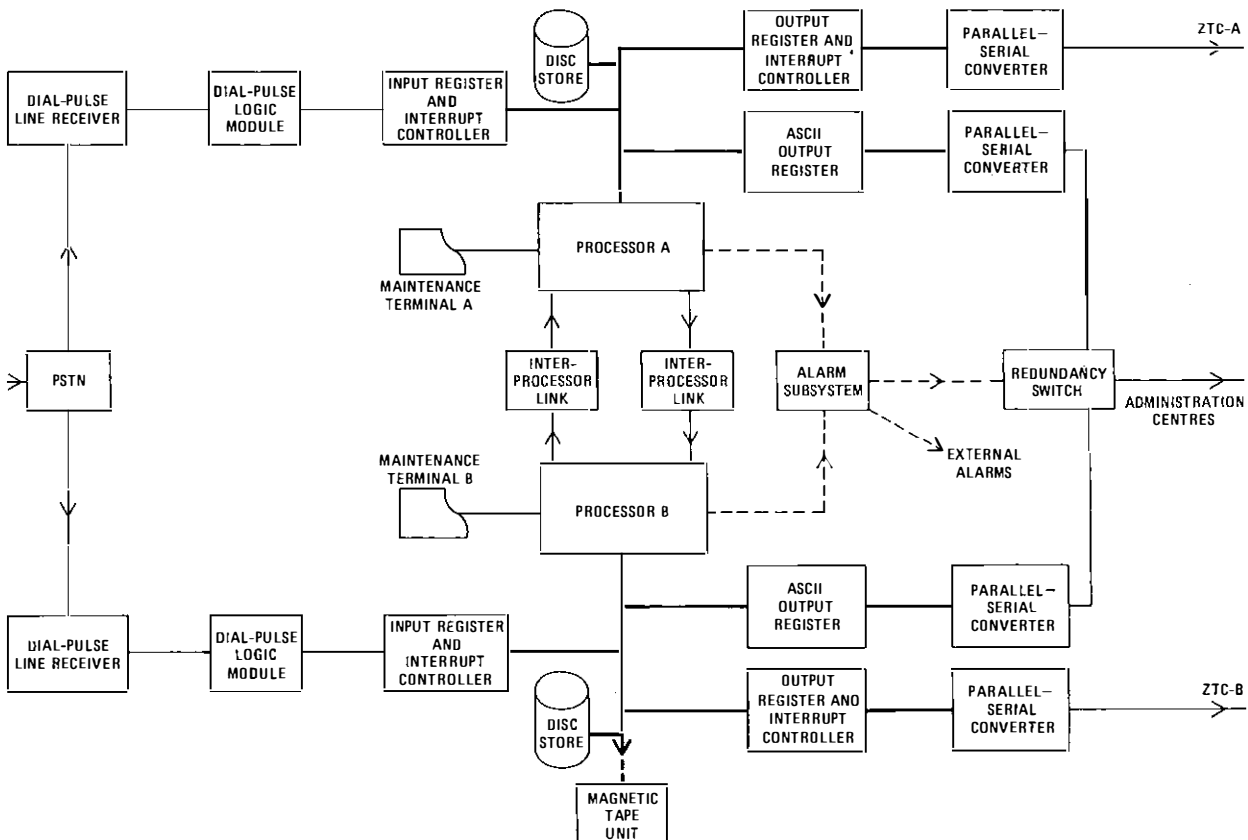 OUTPUT
REGISTER AND
INTERRUPT
CONTROLLER
PARALLEL–
SERIAL
CONVERTER
ZTC-A
DISC
STORE
DIAL-PULSE
LINE RECEIVER
DIAL-PULSE
LOGIC
MODULE
INPUT REGISTER
AND
INTERRUPT
CONTROLLER
ASCII
OUTPUT
REGISTER
PARALLEL–
SERIAL
CONVERTER
PROCESSOR A
MAINTENANCE
TERMINAL A
PSTN
INTER-
PROCESSOR
LINK
INTER-
PROCESSOR
LINK
ALARM
SUBSYSTEM
REDUNDANCY
SWITCH
ADMINISTRATION
CENTRES
EXTERNAL
ALARMS
MAINTENANCE
TERMINAL B
PROCESSOR B
ASCII
OUTPUT
REGISTER
PARALLEL–
SERIAL
CONVERTER
DIAL-PULSE
LINE RECEIVER
DIAL-PULSE
LOGIC
MODULE
INPUT REGISTER
AND
INTERRUPT
CONTROLLER
DISC
STORE
OUTPUT
REGISTER AND
INTERRUPT
CONTROLLER
PARALLEL–
SERIAL
CONVERTER
ZTC-B
MAGNETIC
TAPE
UNIT